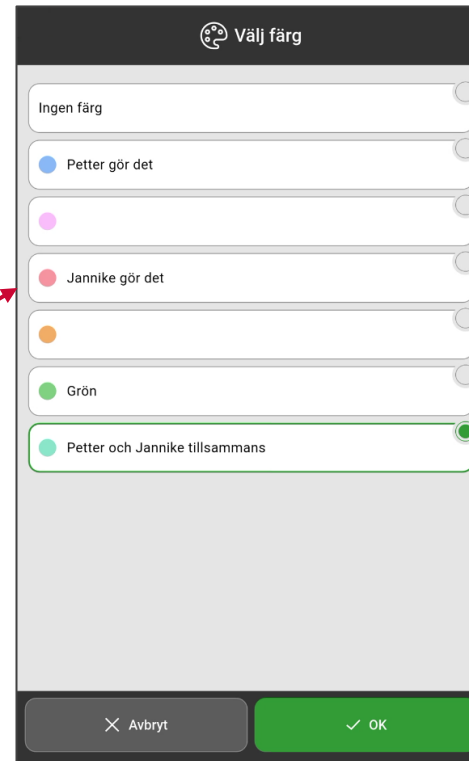 Välj färg
Ingen färg
Petter gör det
Jannike gör det
Grön
Petter och Jannike tillsammans
Avbryt
OK